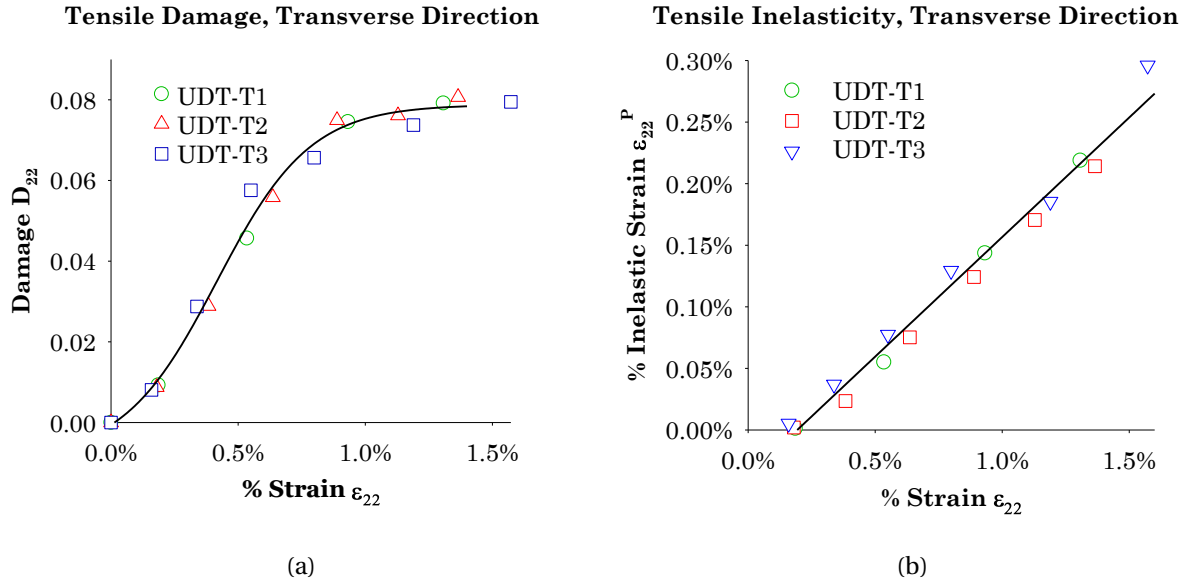 Tensile Damage, Transverse Direction
UDT-T1
UDT-T2
UDT-T3
0.08
0.06
0.04
0.02
0.00
Damage D22
0.0%
0.5%
1.0%
1.5%
% Strain ε22
(a)
Tensile Inelasticity, Transverse Direction
UDT-T1
UDT-T2
UDT-T3
0.30%
0.25%
0.20%
0.15%
0.10%
0.05%
0.00%
% Inelastic Strain ε22P
0.0%
0.5%
1.0%
1.5%
% Strain ε22
(b)